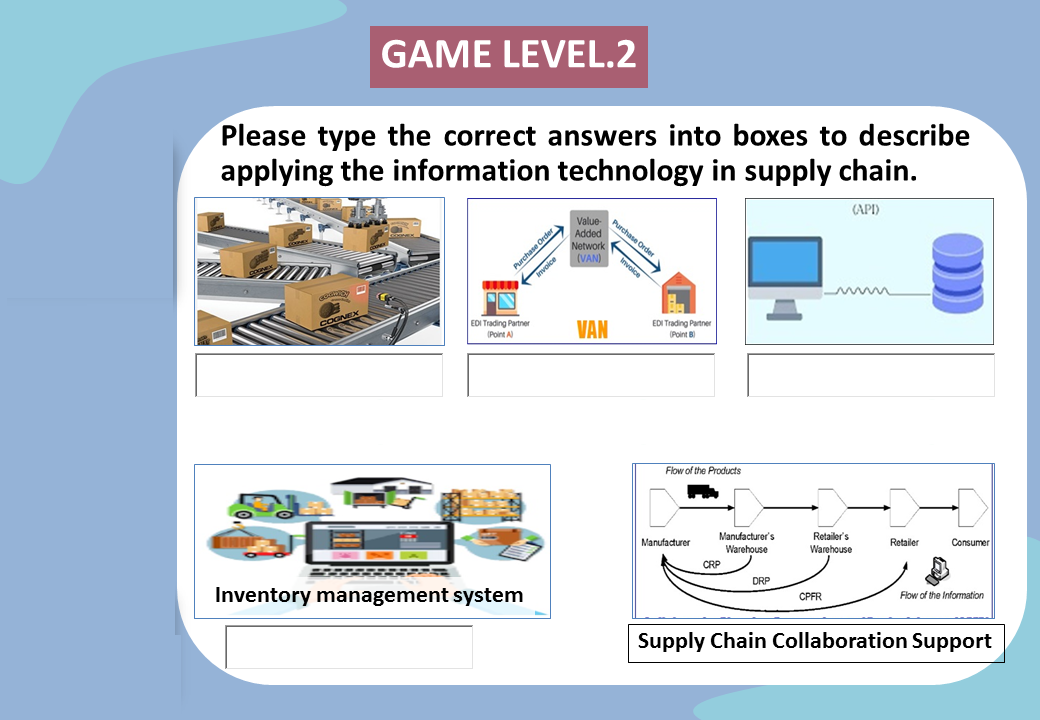 GAME LEVEL.2
Please type the correct answers into boxes to describe
applying the information technology in supply chain.
COGNEX
COGNEX
COGNEX
Value-
Added
Network
(VAN)
Purchase Order
Invoice
Purchase Order
Invoice
EDI Trading Partner
(Point A)
VAN
EDI Trading Partner
(Point B)
(API)
Inventory management system
Flow of the Products
Manufacturer
Manufacturer's
Warehouse
Retailer's
Warehouse
Retailer
Consumer
CRP
DRP
CPFR
Flow of the Information
Supply Chain Collaboration Support